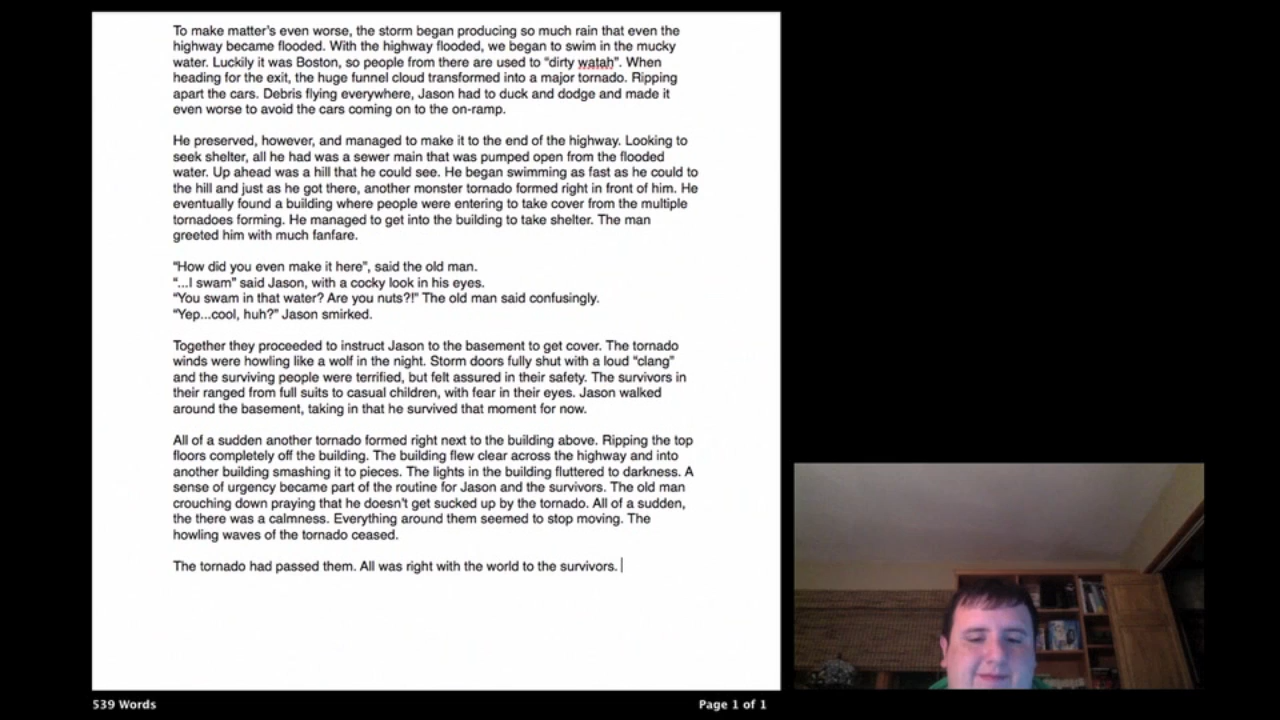 To make matter's even worse, the storm began producing so much rain that even the
highway became flooded. With the highway flooded, we began to swim in the mucky
water. Luckily it was Boston, so people from there are used to “dirty watah”. When
heading for the exit, the huge funnel cloud transformed into a major tornado. Ripping
apart the cars. Debris flying everywhere, Jason had to duck and dodge and made it
even worse to avoid the cars coming on to the on-ramp.
He preserved, however, and managed to make it to the end of the highway. Looking to
seek shelter, all he had was a sewer main that was pumped open from the flooded
water. Up ahead was a hill that he could see. He began swimming as fast as he could to
the hill and just as he got there, another monster tornado formed right in front of him. He
eventually found a building where people were entering to take cover from the multiple
tornadoes forming. He managed to get into the building to take shelter. The man
greeted him with much fanfare.
“How did you even make it here”, said the old man.
“...I swam” said Jason, with a cocky look in his eyes.
“You swam in that water? Are you nuts?!” The old man said confusingly.
“Yep...cool, huh?” Jason smirked.
Together they proceeded to instruct Jason to the basement to get cover. The tornado
winds were howling like a wolf in the night. Storm doors fully shut with a loud “clang”
and the surviving people were terrified, but felt assured in their safety. The survivors in
their ranged from full suits to casual children, with fear in their eyes. Jason walked
around the basement, taking in that he survived that moment for now.
All of a sudden another tornado formed right next to the building above. Ripping the top
floors completely off the building. The building flew clear across the highway and into
another building smashing it to pieces. The lights in the building fluttered to darkness. A
sense of urgency became part of the routine for Jason and the survivors. The old man
crouching down praying that he doesn't get sucked up by the tornado. All of a sudden,
the there was a calmness. Everything around them seemed to stop moving. The
howling waves of the tornado ceased.
The tornado had passed them. All was right with the world to the survivors.
539 Words
Page 1 of 1